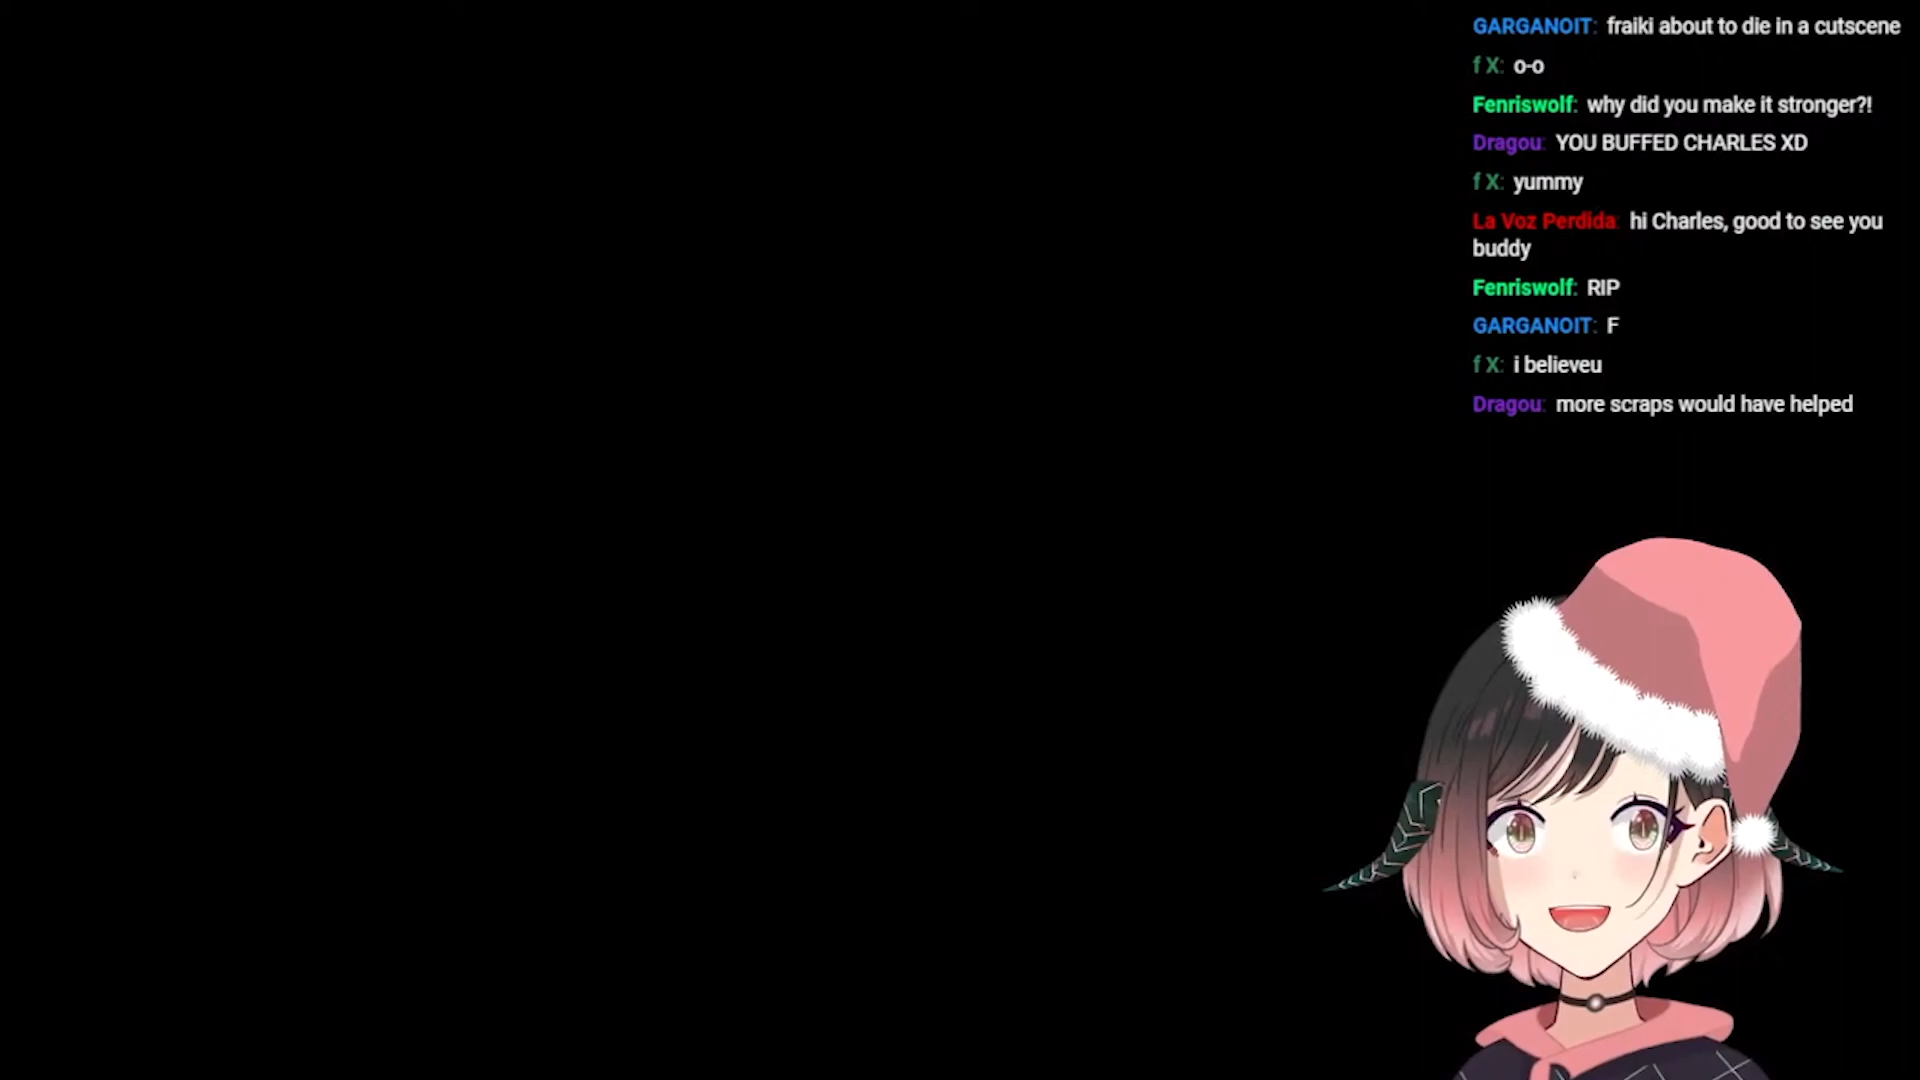 GARGANOIT: fraiki about to die in a cutscene
f X: o-o
Fenriswolf: why did you make it stronger?!
Dragou: YOU BUFFED CHARLES XD
f X: yummy
La Voz Perdida: hi Charles, good to see you
buddy
Fenriswolf: RIP
GARGANOIT: F
f X: i believeu
Dragou: more scraps would have helped